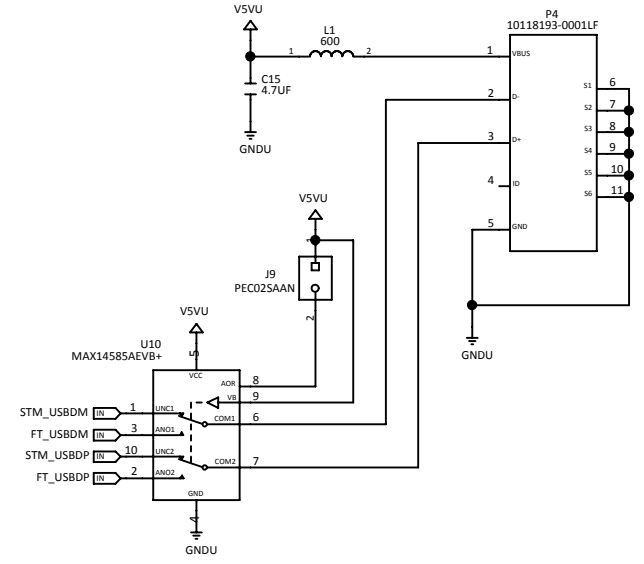 V5VU
L1
600
1
2
C15
4.7UF
GNDU
P4
10118193-0001LF
1
VBUS
2
D-
3
D+
4
ID
5
GND
S1
6
S2
7
S3
8
S4
9
S5
10
S6
11
GNDU
V5VU
1
J9
PEC02SAAN
2
V5VU
U10
MAX14585AEVB+
5
VCC
AOR
8
VB
9
STM_USBDM
IN
1
UNC1
COM1
6
FT_USBDM
IN
3
ANO1
STM_USBDP
IN
10
UNC2
COM2
7
FT_USBDP
IN
2
ANO2
GND
4
GNDU